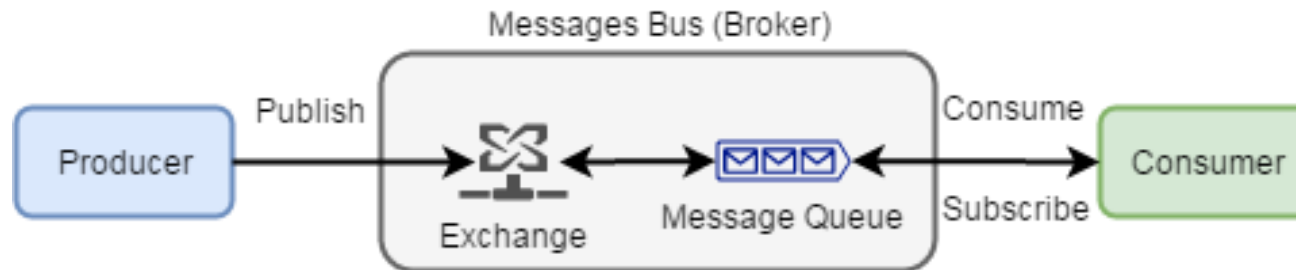 Messages Bus (Broker)
Publish
Consume
Producer
Consumer
Exchange
Message Queue
Subscribe